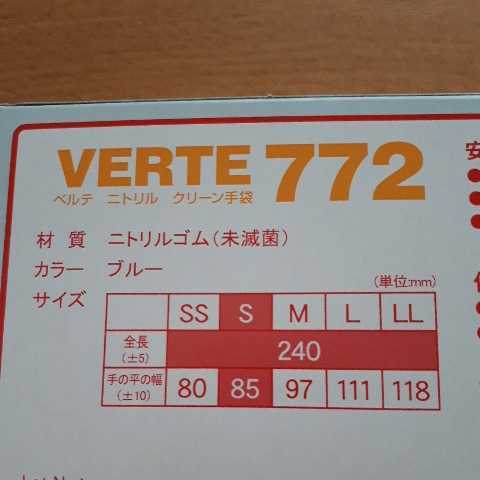 VERTE 772
ベルテ ニトリル クリーン手袋
材 質 ニトリルゴム(未滅菌)
カラー ブルー
サイズ
(単位:mm)
SS S M L LL
全長(±5) 240
手の平の幅(±10) 80 85 97 111 118
安